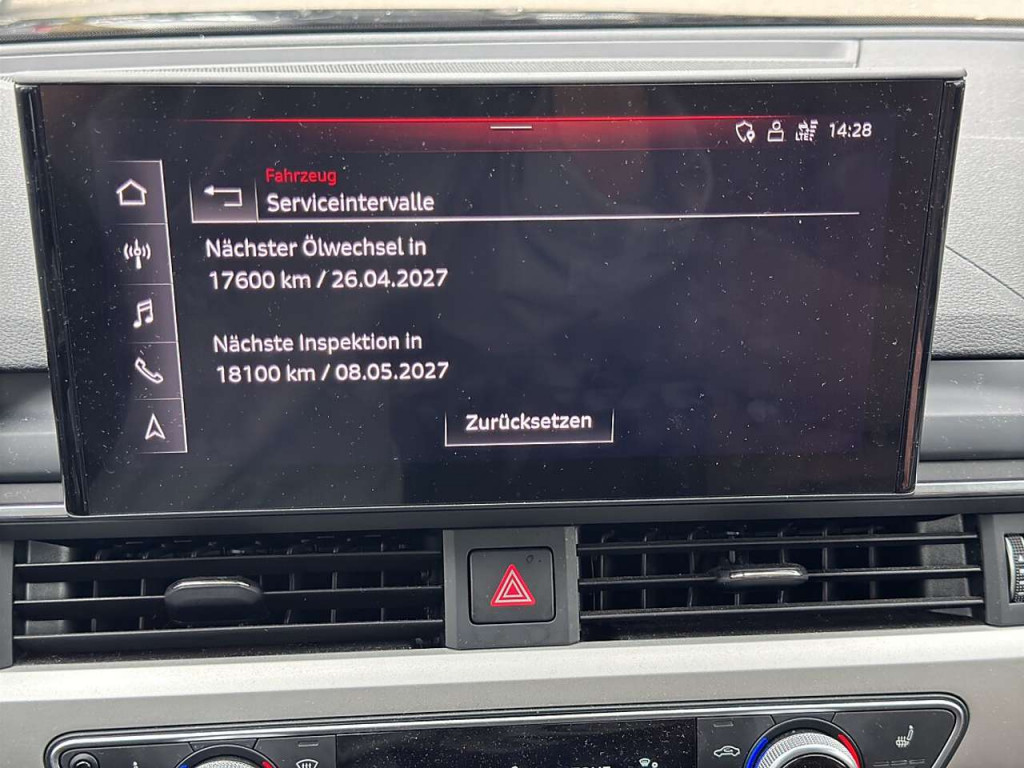 LTE 14:28
Fahrzeug
Serviceintervalle
Nächster Ölwechsel in
17600 km / 26.04.2027
Nächste Inspektion in
18100 km / 08.05.2027
Zurücksetzen